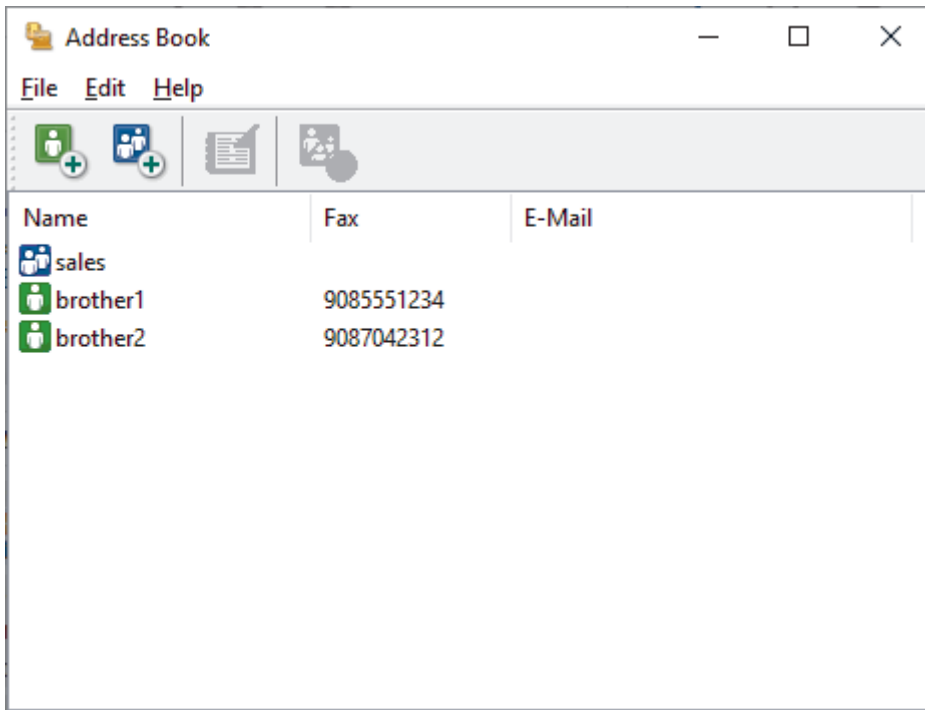 Address Book
File Edit Help
Name Fax E-Mail
sales
brother1 9085551234
brother2 9087042312